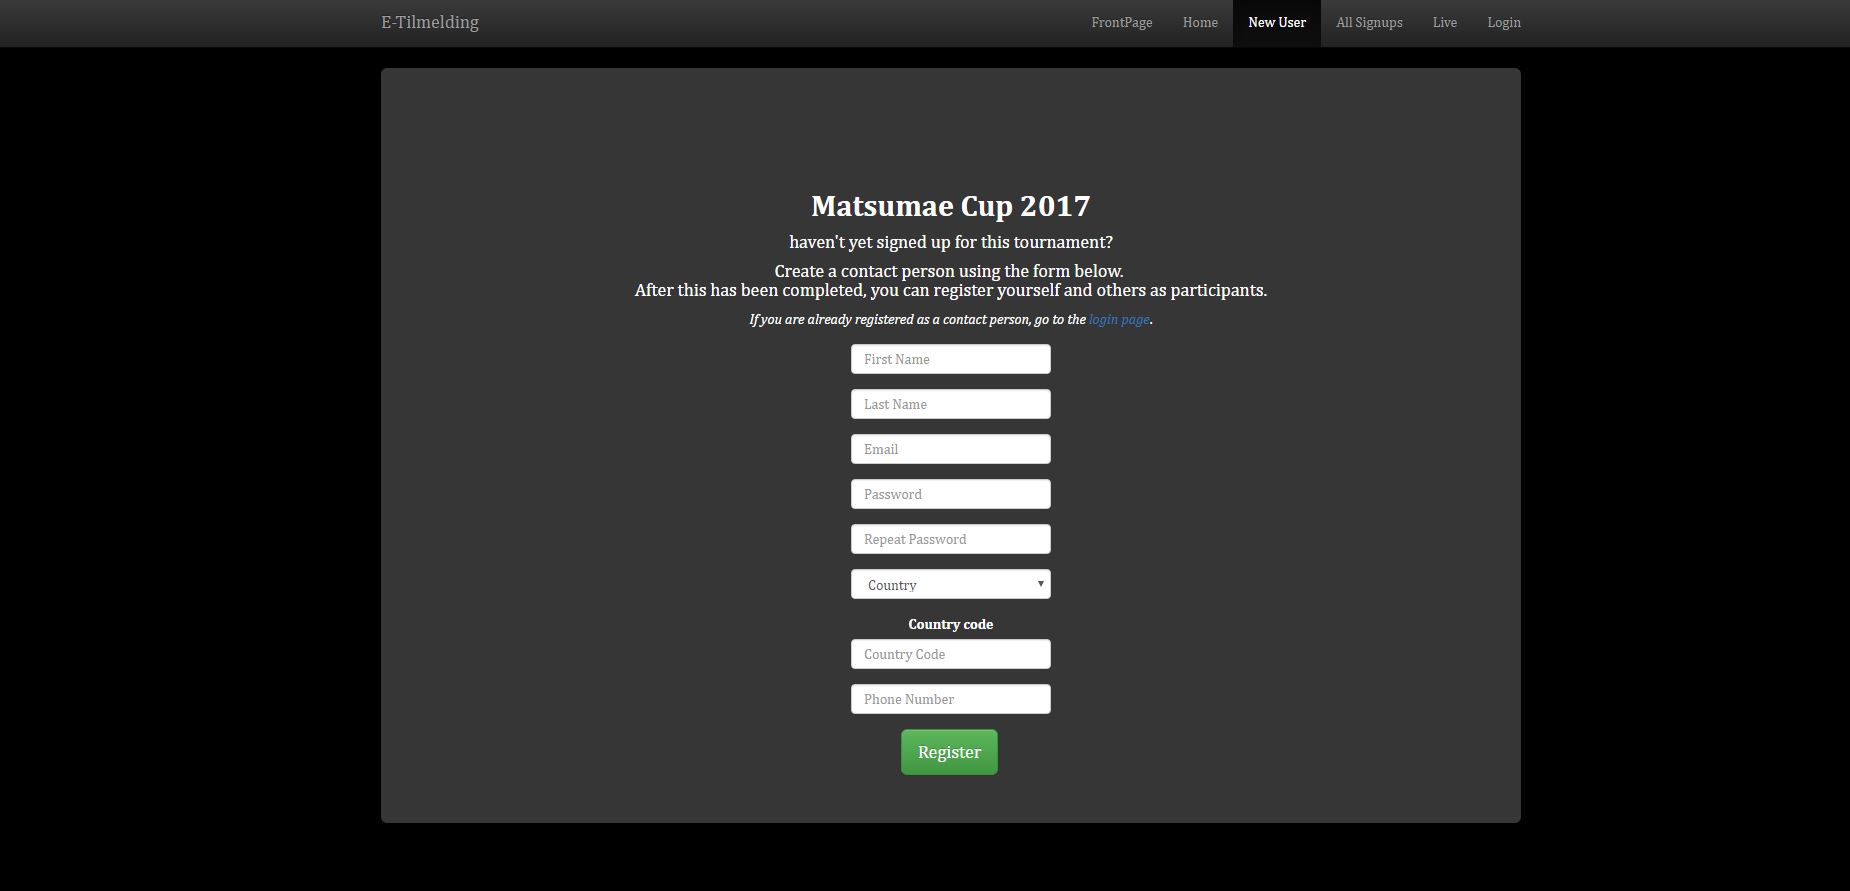 E-Tilmelding
FrontPage
Home
New User
All Signups
Live
Login
Matsumae Cup 2017
haven't yet signed up for this tournament?
Create a contact person using the form below.
After this has been completed, you can register yourself and others as participants.
If you are already registered as a contact person, go to the login page.
First Name
Last Name
Email
Password
Repeat Password
Country
Country code
Country Code
Phone Number
Register